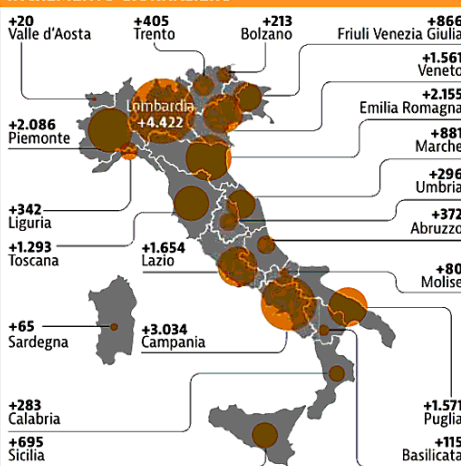 +20
Valle d'Aosta
+405
Trento
+213
Bolzano
+866
Friuli Venezia Giulia
+1.561
Veneto
+2.155
Emilia Romagna
+881
Marche
+296
Umbria
+372
Abruzzo
+80
Molise
+1.571
Puglia
+115
Basilicata
Lombardia
+4.422
+2.086
Piemonte
+342
Liguria
+1.293
Toscana
+1.654
Lazio
+65
Sardegna
+3.034
Campania
+283
Calabria
+695
Sicilia